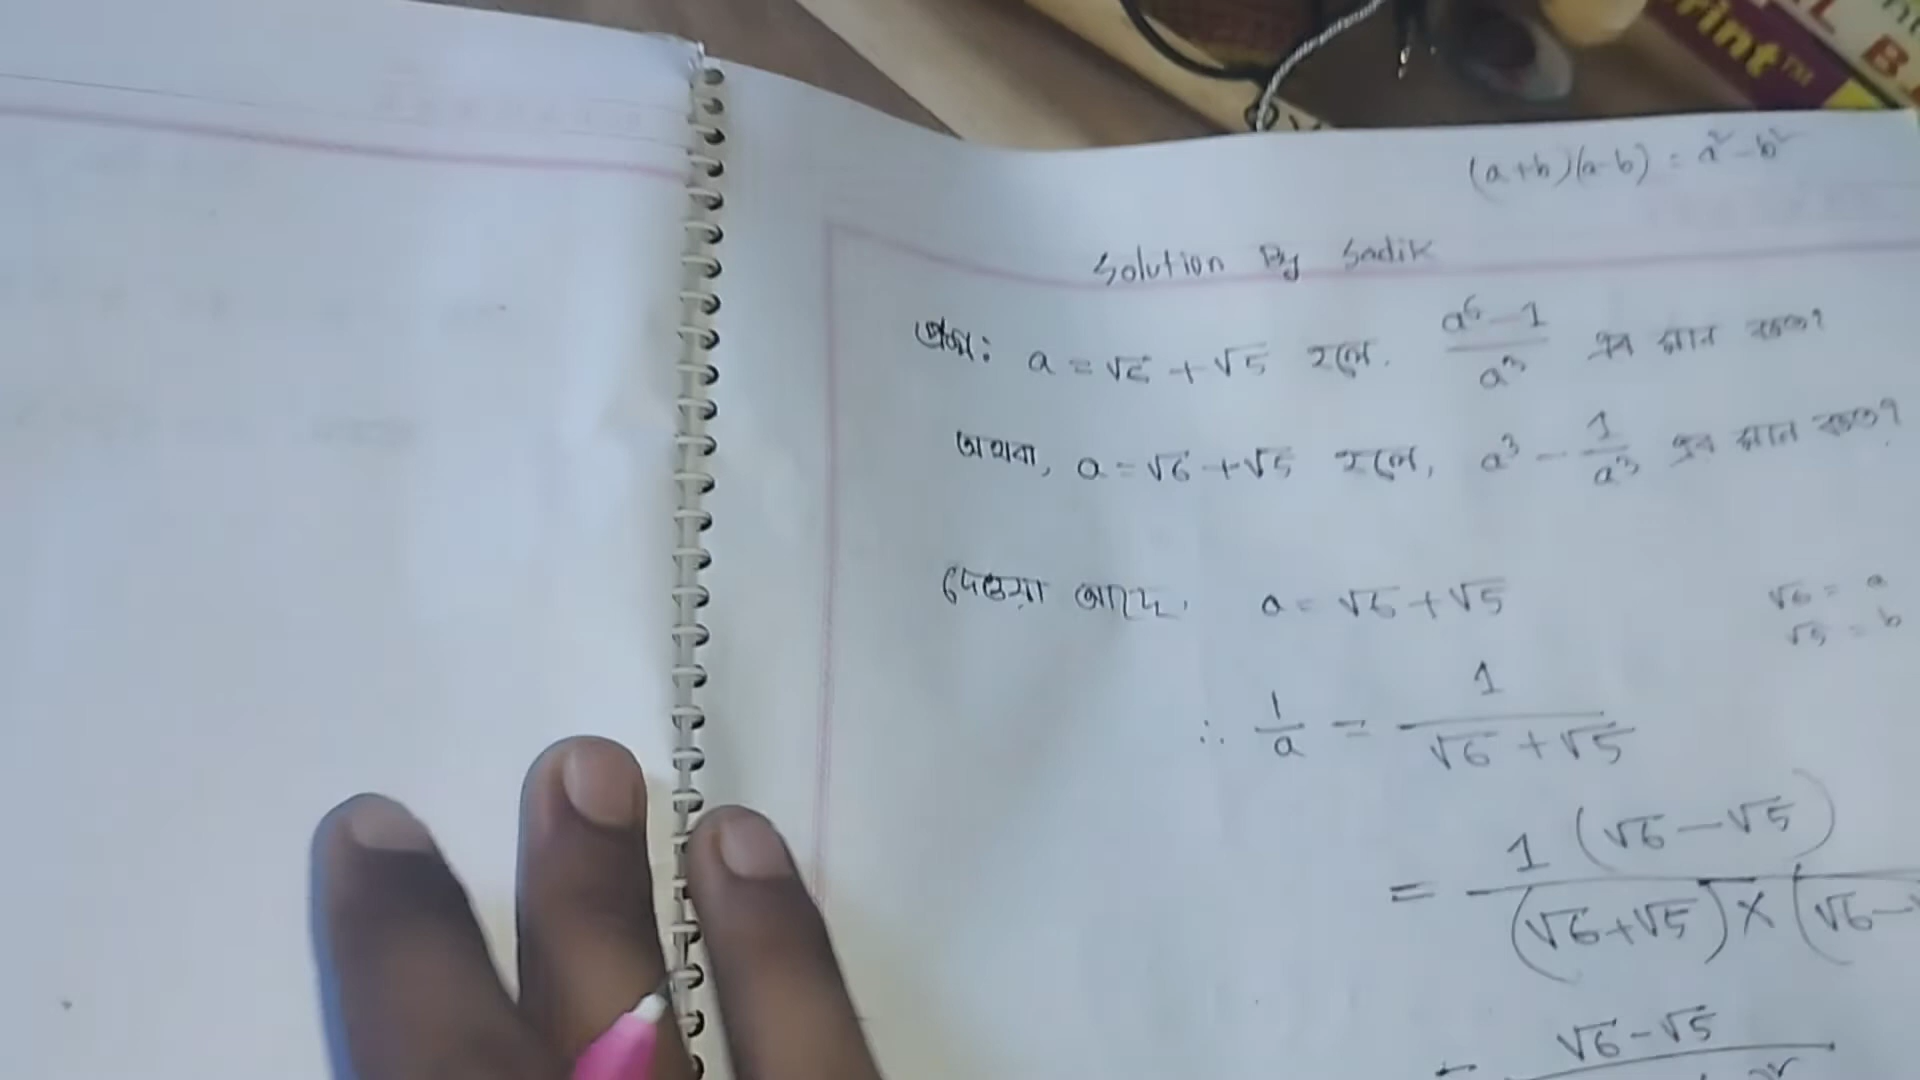 (a+b)(a-b) = a² - b²
Solution By Sadik
প্রশ্ন: a = √6 + √5 হলে, (a⁶ - 1)/a³ এর মান কত?
অথবা, a = √6 + √5 হলে, a³ - 1/a³ এর মান কত?
দেওয়া আছে, a = √6 + √5
√6 = a
√5 = b
∴ 1/a = 1/(√6 + √5)
= 1 (√6 - √5)/(√6+√5) × (√6 -
= √6 - √5
rint™